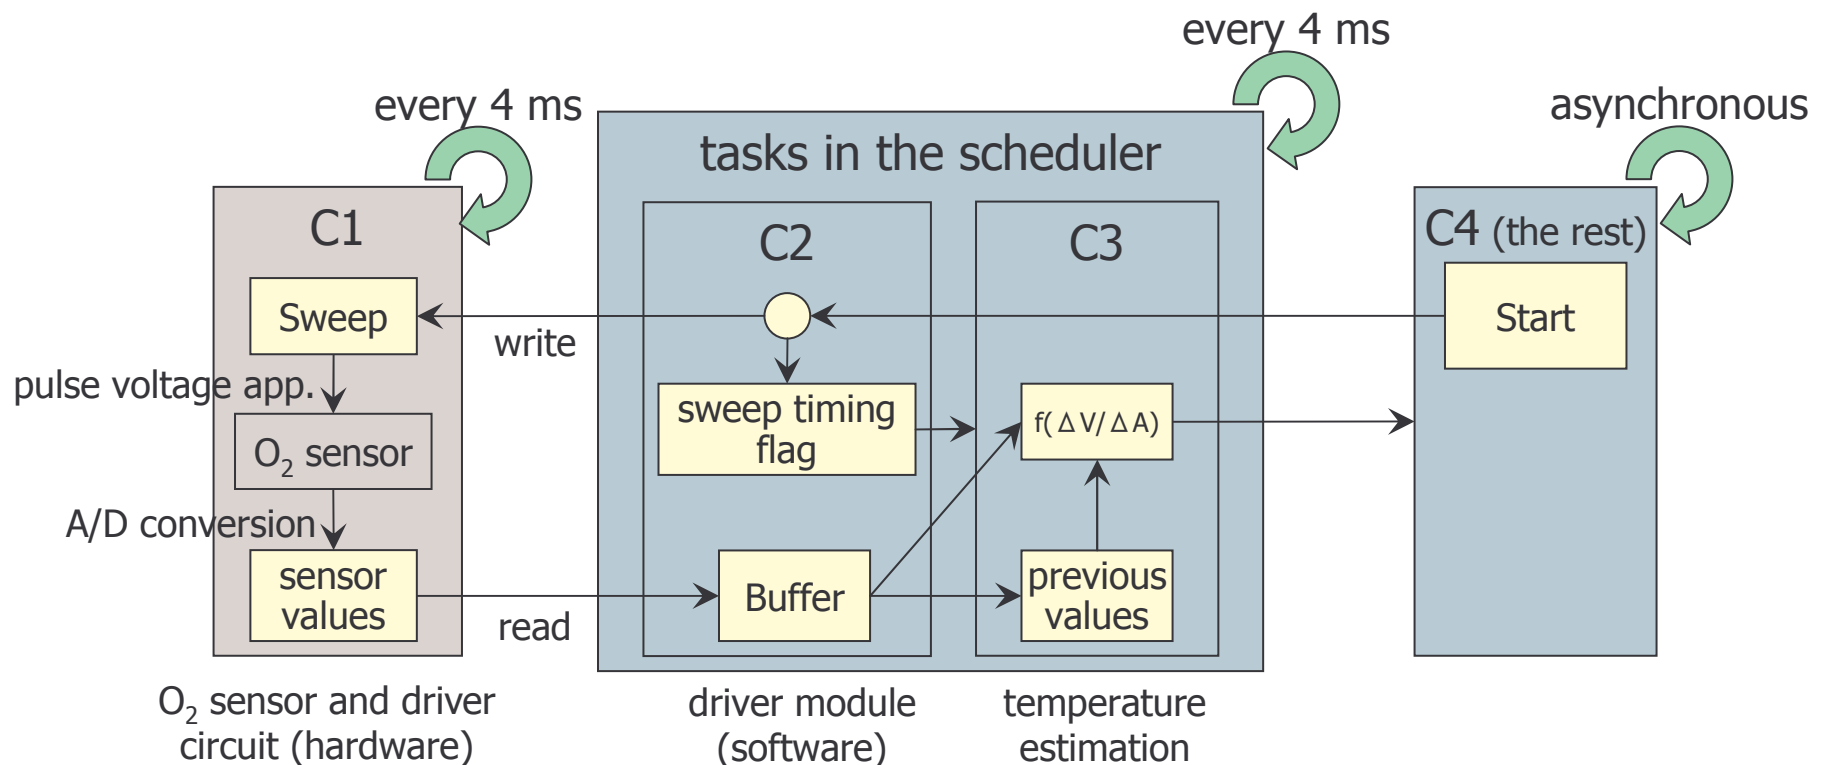 every 4 ms
every 4 ms
asynchronous
tasks in the scheduler
C1
C2
C3
C4 (the rest)
Sweep
Start
write
pulse voltage app.
sweep timing
flag
f(ΔV/ΔA)
O₂ sensor
A/D conversion
sensor
values
Buffer
previous
values
read
O₂ sensor and driver
circuit (hardware)
driver module
(software)
temperature
estimation